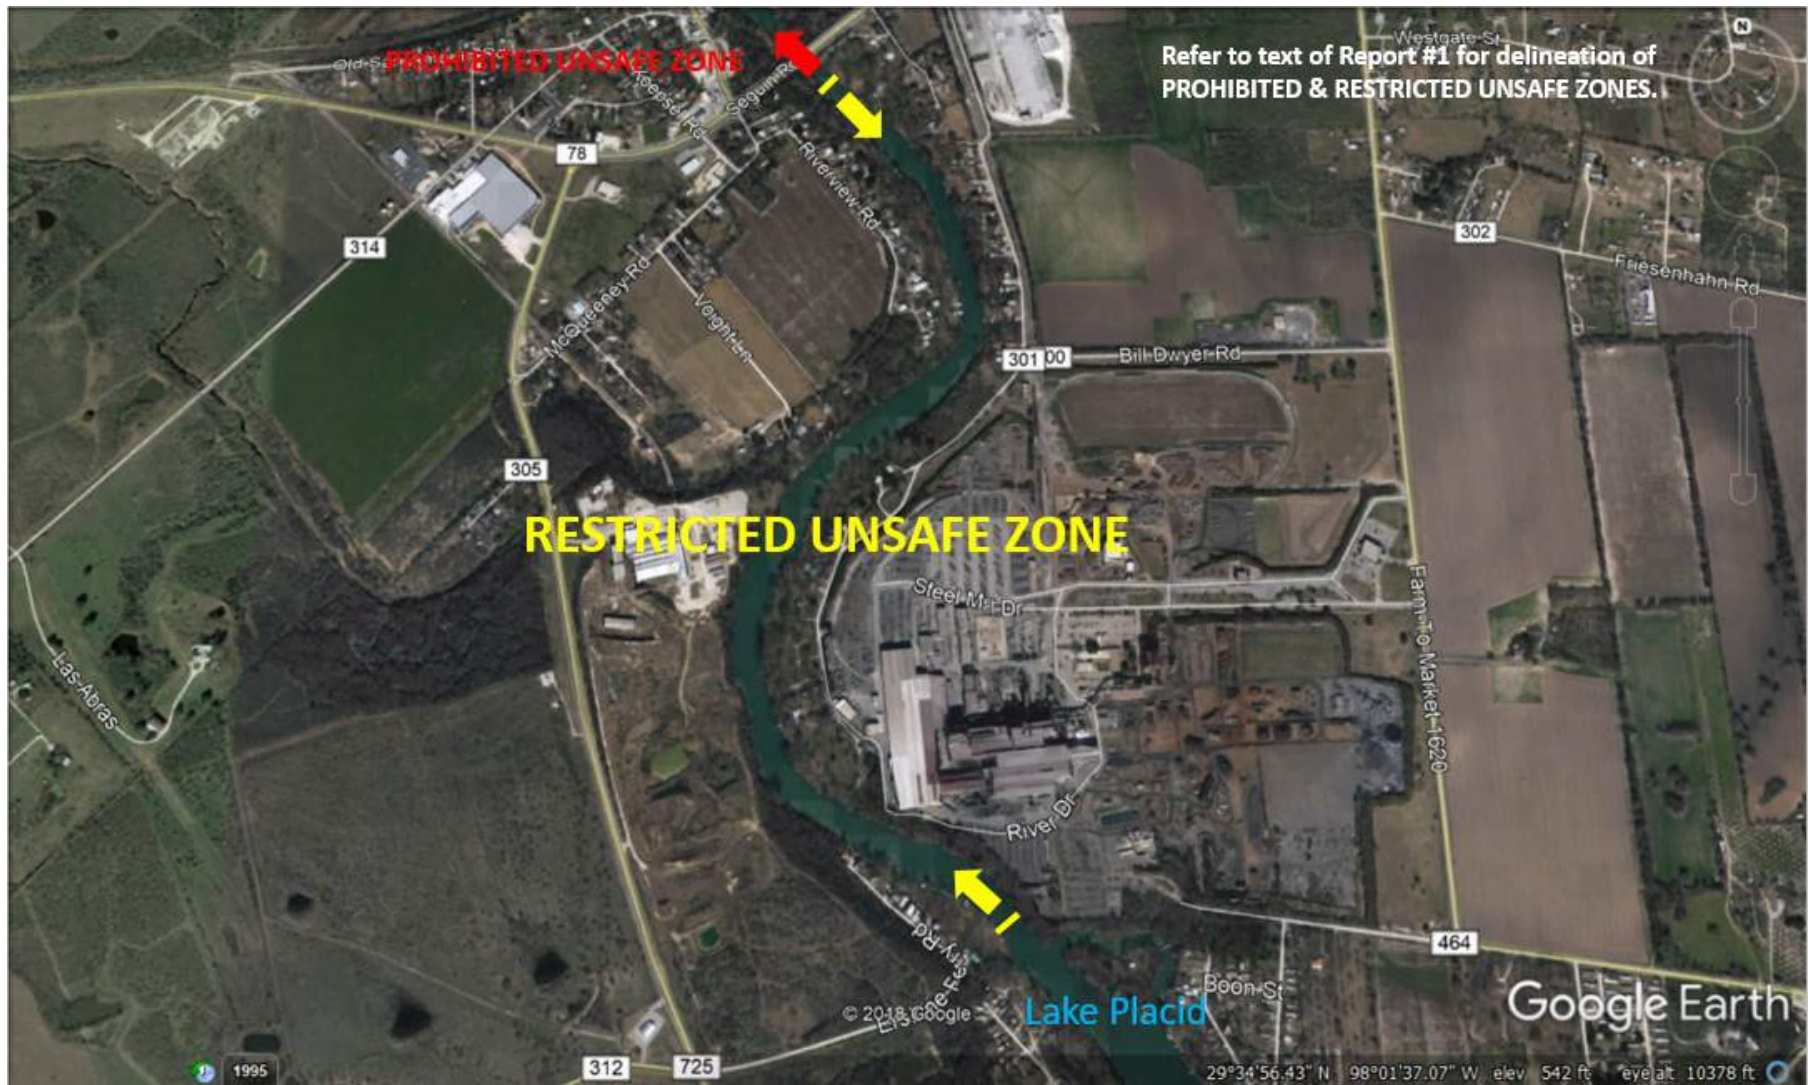 Westgate St
Refer to text of Report #1 for delineation of
PROHIBITED & RESTRICTED UNSAFE ZONES.
N
PROHIBITED UNSAFE ZONE
Koepsel Rd
Seguin Rd
78
Riverview Rd
314
302
Friesenhahn Rd
McQueeney Rd
Voight Ln
301
00
Bill Dwyer Rd
305
RESTRICTED UNSAFE ZONE
Steel Mill Dr
Farm To Market 1620
Las Abras
River Dr
464
Boon St
Lake Placid
© 2018 Google
Google Earth
312
725
1995
29°34'56.43" N 98°01'37.07" W elev 542 ft eye alt 10378 ft